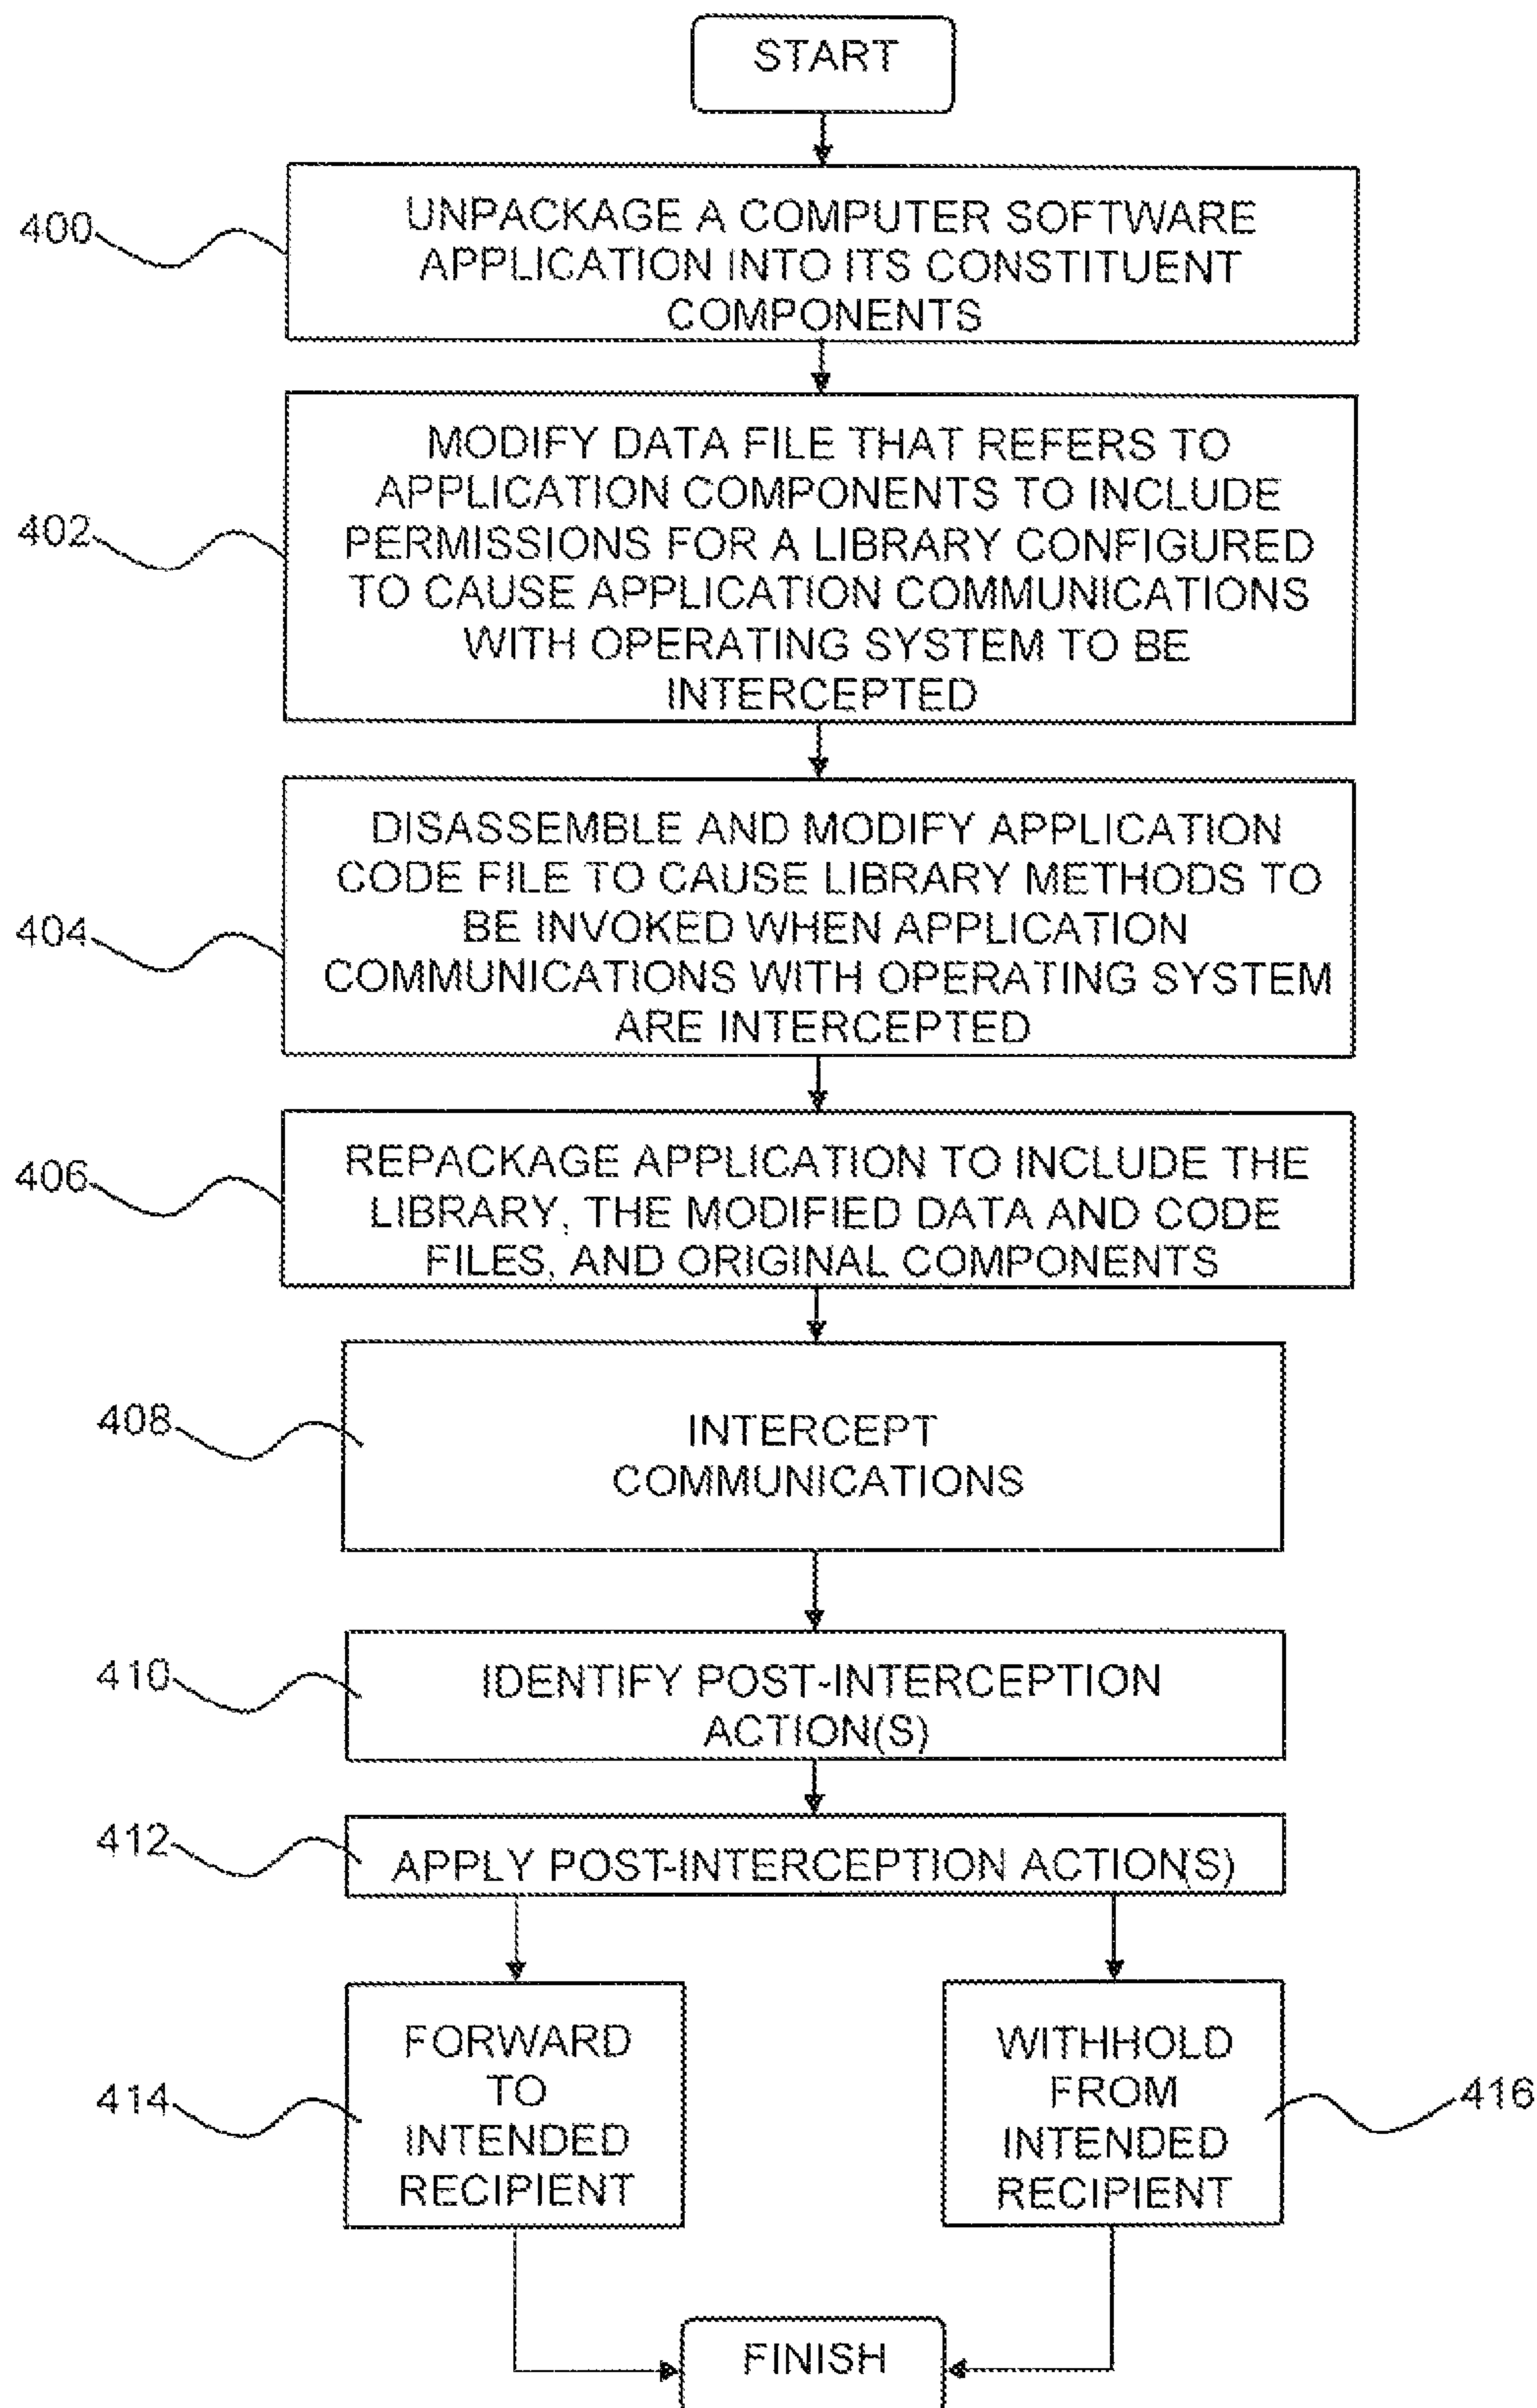 START
400
UNPACKAGE A COMPUTER SOFTWARE
APPLICATION INTO ITS CONSTITUENT
COMPONENTS
402
MODIFY DATA FILE THAT REFERS TO
APPLICATION COMPONENTS TO INCLUDE
PERMISSIONS FOR A LIBRARY CONFIGURED
TO CAUSE APPLICATION COMMUNICATIONS
WITH OPERATING SYSTEM TO BE
INTERCEPTED
404
DISASSEMBLE AND MODIFY APPLICATION
CODE FILE TO CAUSE LIBRARY METHODS TO
BE INVOKED WHEN APPLICATION
COMMUNICATIONS WITH OPERATING SYSTEM
ARE INTERCEPTED
406
REPACKAGE APPLICATION TO INCLUDE THE
LIBRARY, THE MODIFIED DATA AND CODE
FILES, AND ORIGINAL COMPONENTS
408
INTERCEPT
COMMUNICATIONS
410
IDENTIFY POST-INTERCEPTION
ACTION(S)
412
APPLY POST-INTERCEPTION ACTION(S)
414
FORWARD
TO
INTENDED
RECIPIENT
WITHHOLD
FROM
INTENDED
RECIPIENT
416
FINISH